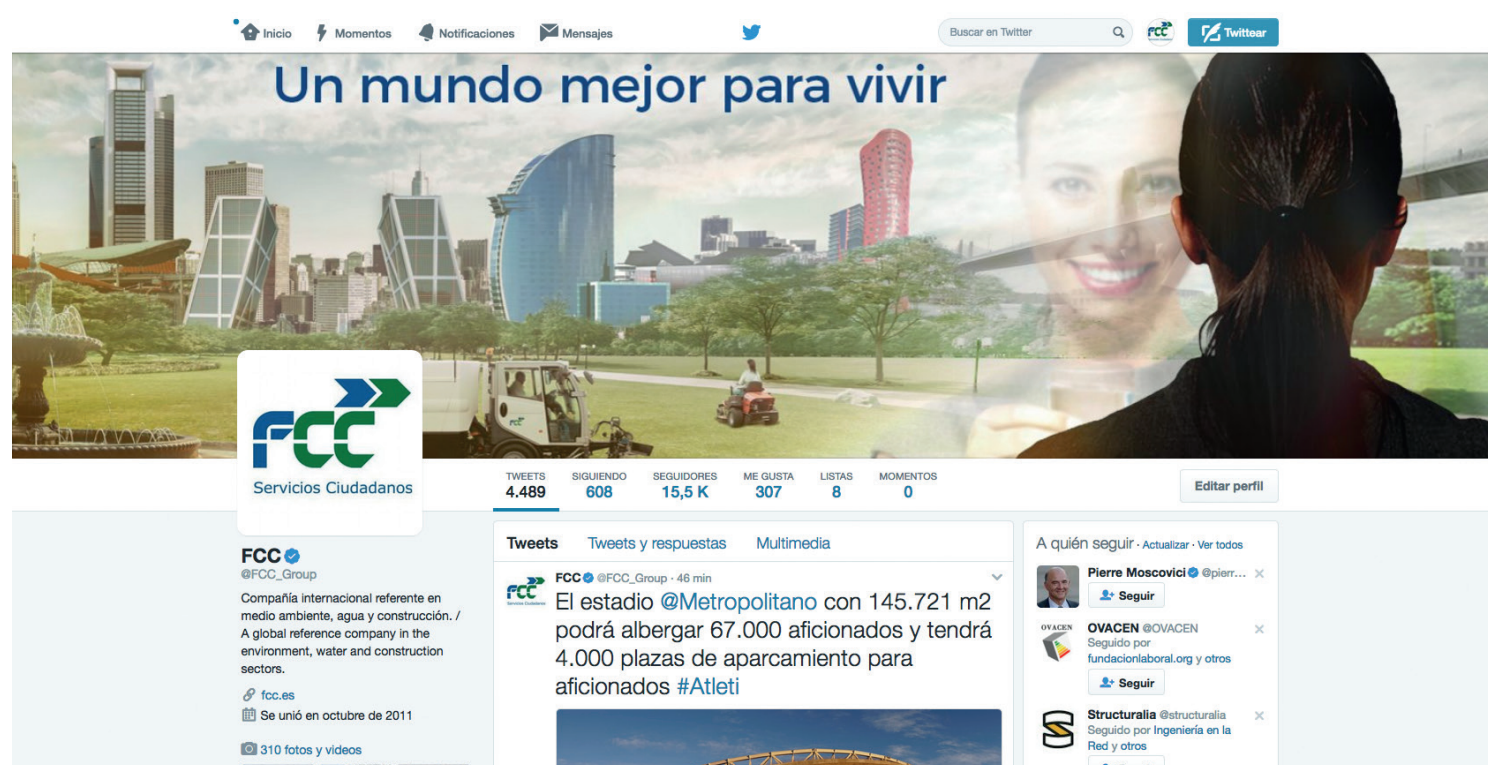 Inicio
Momentos
Notificaciones
Mensajes
Buscar en Twitter
FCC
Twittear
Un mundo mejor para vivir
FCC
FCC
Servicios Ciudadanos
TWEETS SIGUIENDO SEGUIDORES ME GUSTA LISTAS MOMENTOS
4.489 608 15,5 K 307 8 0
Editar perfil
FCC
@FCC_Group
Compañía internacional referente en
medio ambiente, agua y construcción. /
A global reference company in the
environment, water and construction
sectors.
fcc.es
Se unió en octubre de 2011
310 fotos y videos
Tweets Tweets y respuestas Multimedia
FCC
Servicios Ciudadanos
FCC @FCC_Group · 46 min
El estadio @Metropolitano con 145.721 m2
podrá albergar 67.000 aficionados y tendrá
4.000 plazas de aparcamiento para
aficionados #Atleti
A quién seguir · Actualizar · Ver todos
Pierre Moscovici @pierr...
Seguir
OVACEN
OVACEN @OVACEN
Seguido por
fundacionlaboral.org y otros
Seguir
Structuralia @structuralia
Seguido por Ingeniería en la
Red y otros